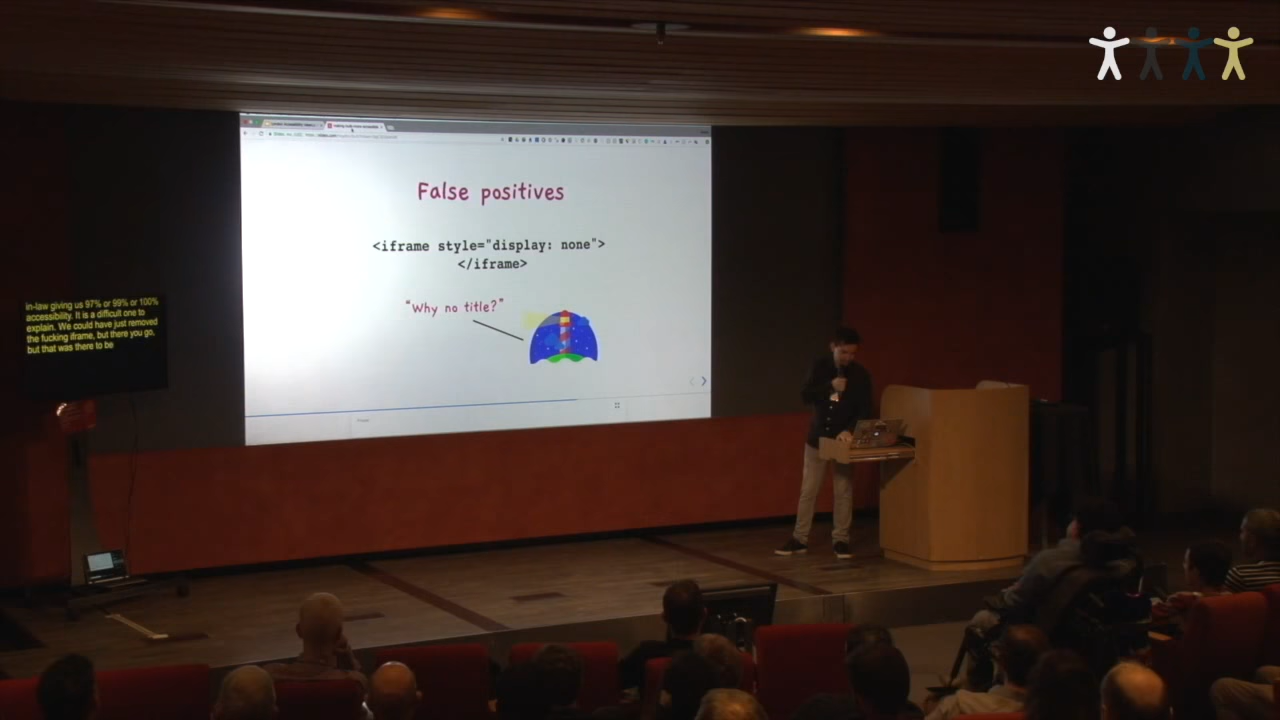 False positives
<iframe style="display: none">
</iframe>
"Why no title?"
in-law giving us 97% or 99% or 100%
accessibility. It is a difficult one to
explain. We could have just removed
the fucking iframe, but there you go,
but that was there to be